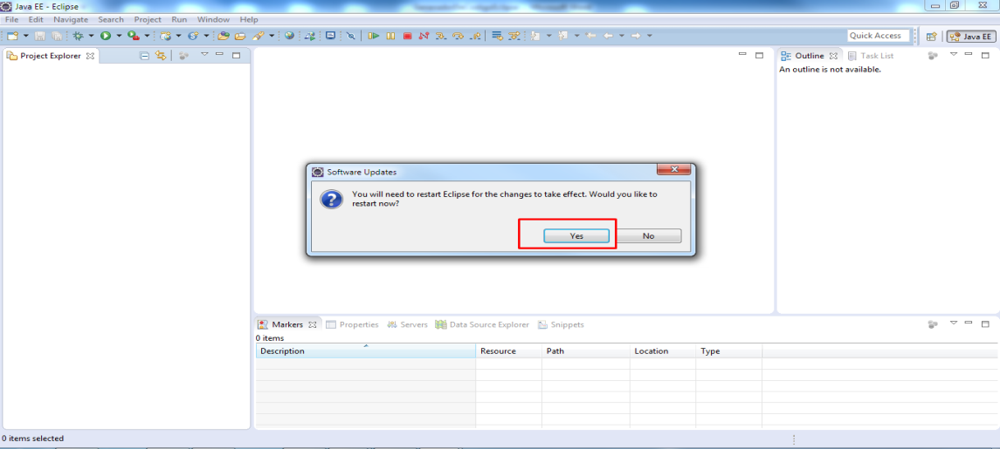 Java EE - Eclipse
File Edit Navigate Search Project Run Window Help
Quick Access
Java EE
Project Explorer
Outline
Task List
An outline is not available.
Software Updates
You will need to restart Eclipse for the changes to take effect. Would you like to
restart now?
Yes
No
Markers
Properties
Servers
Data Source Explorer
Snippets
0 items
Description Resource Path Location Type
0 items selected